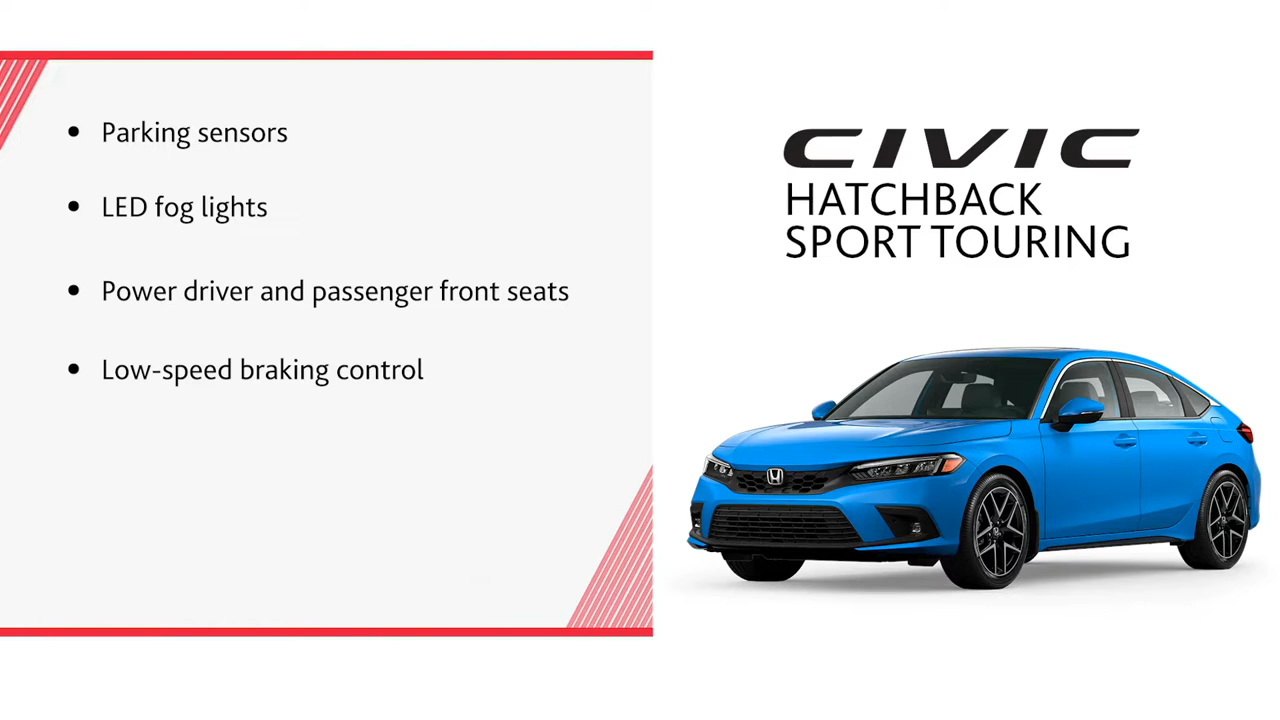 Parking sensors
LED fog lights
Power driver and passenger front seats
Low-speed braking control
CIVIC
HATCHBACK
SPORT TOURING